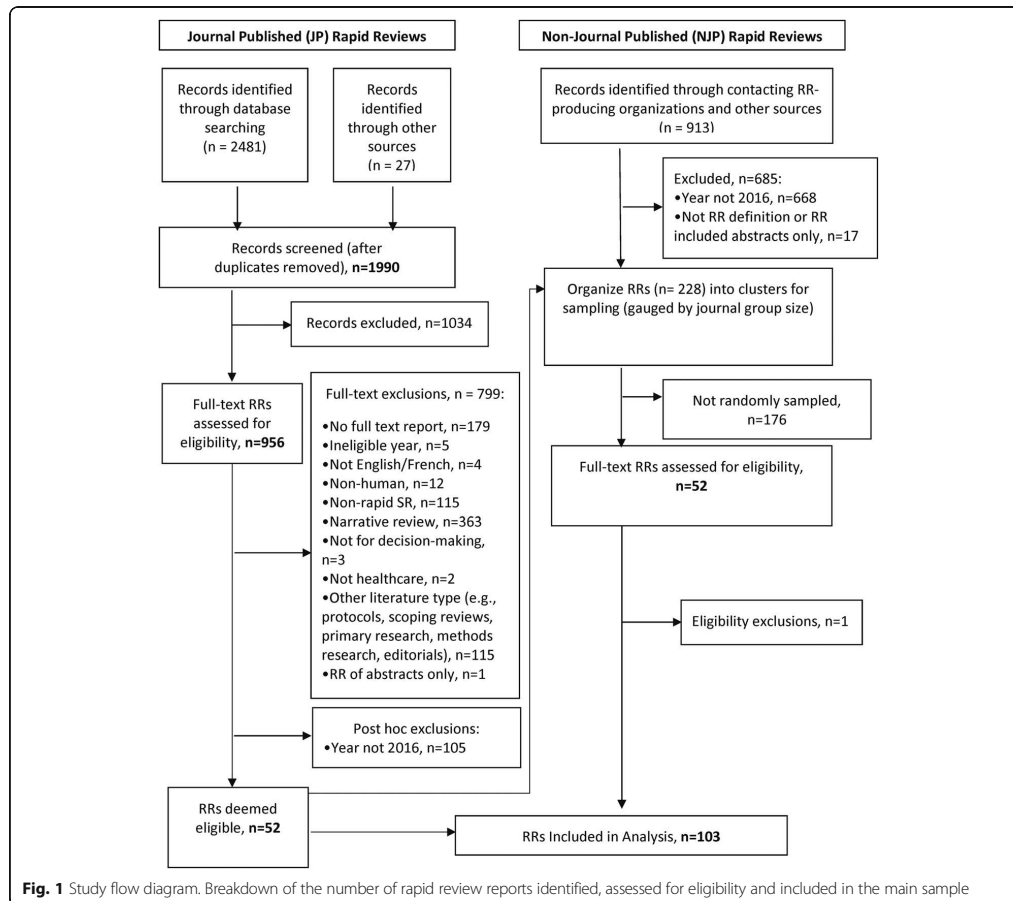 Journal Published (JP) Rapid Reviews
Records identified
through database
searching
(n = 2481)
Records
identified
through other
sources
(n = 27)
Records screened (after
duplicates removed), n=1990
Records excluded, n=1034
Full-text RRs
assessed for
eligibility, n=956
Full-text exclusions, n = 799:
•No full text report, n=179
•Ineligible year, n=5
•Not English/French, n=4
•Non-human, n=12
•Non-rapid SR, n=115
•Narrative review, n=363
•Not for decision-making,
n=3
•Not healthcare, n=2
•Other literature type (e.g.,
protocols, scoping reviews,
primary research, methods
research, editorials), n=115
•RR of abstracts only, n=1
Post hoc exclusions:
•Year not 2016, n=105
RRs deemed
eligible, n=52
Non-Journal Published (NJP) Rapid Reviews
Records identified through contacting RR-
producing organizations and other sources
(n = 913)
Excluded, n=685:
•Year not 2016, n=668
•Not RR definition or RR
included abstracts only, n=17
Organize RRs (n= 228) into clusters for
sampling (gauged by journal group size)
Not randomly sampled,
n=176
Full-text RRs assessed for eligibility,
n=52
Eligibility exclusions, n=1
RRs Included in Analysis, n=103
Fig. 1 Study flow diagram. Breakdown of the number of rapid review reports identified, assessed for eligibility and included in the main sample